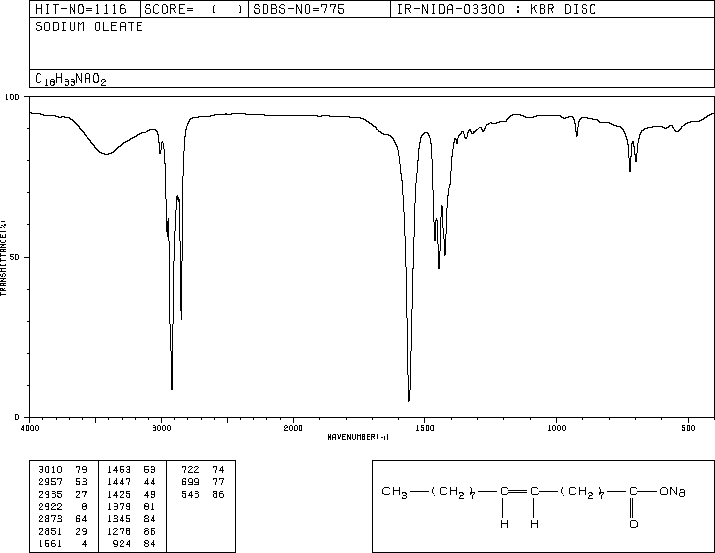 HIT-NO=1116 SCORE= ( ) SDBS-NO=775 IR-NIDA-03300 : KBR DISC
SODIUM OLEATE
C18H33NAO2
100
50
0
TRANSMITTANCE(%)
4000 3000 2000 1500 1000 500
WAVENUMBER(-1)
3010 79 1463 53 722 74
2957 53 1447 44 699 77
2935 27 1425 49 543 86
2922 8 1379 81
2873 64 1345 84
2851 29 1278 86
1561 4 924 84
CH3—(CH2)7—C=C—(CH2)7—C—ONa
H H O